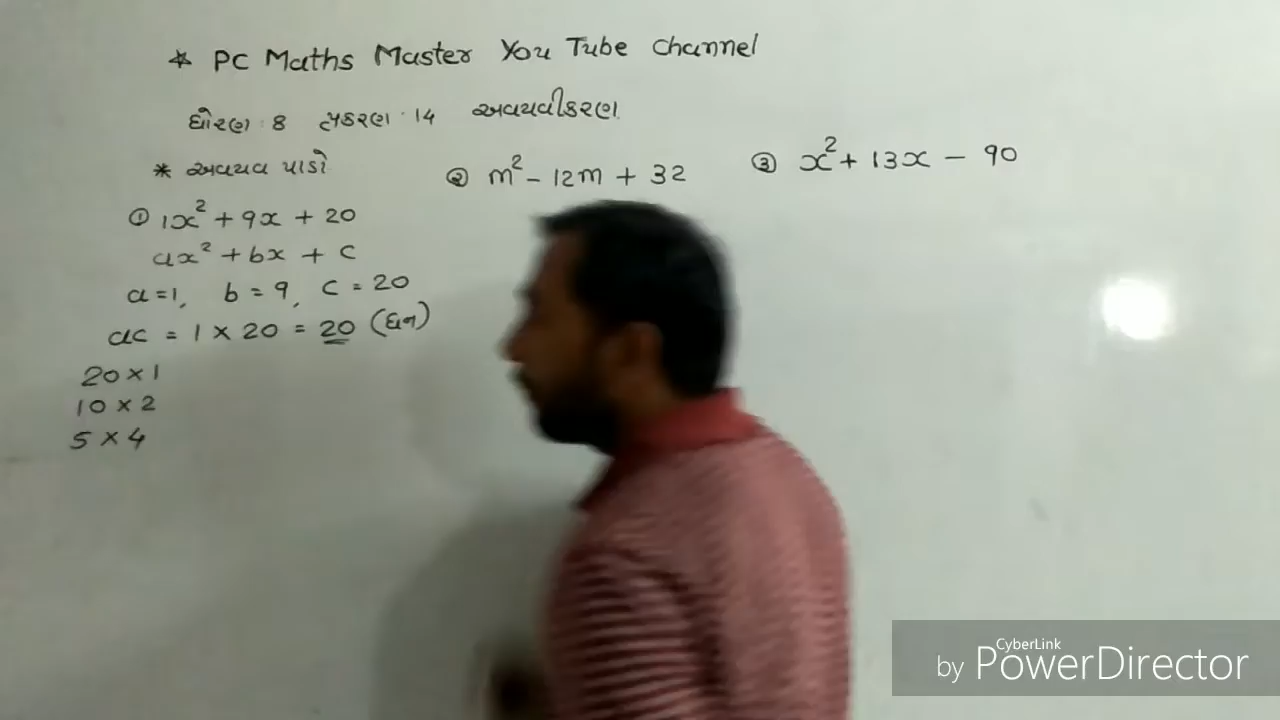 * PC Maths Master You Tube Channel
ધોરણ : 8 પ્રકરણ : 14 અવયવીકરણ
* અવયવ પાડો
① 1x² + 9x + 20
ax² + bx + c
a=1, b = 9, c = 20
ac = 1 × 20 = 20 (ધન)
20 × 1
10 × 2
5 × 4
② m² - 12m + 32
③ x² + 13x - 90
CyberLink
by PowerDirector